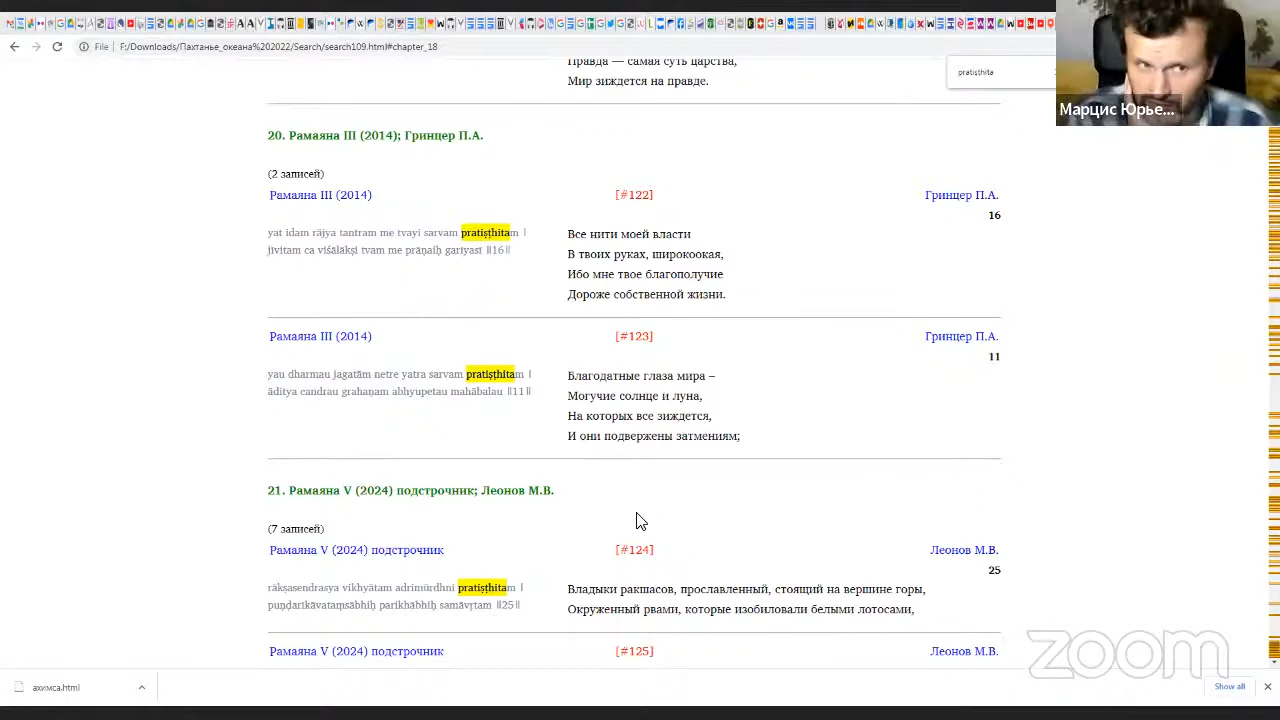 File F:/Downloads/Пахтанье_океана%202022/Search/search109.html#chapter_18
pratiṣṭhita
Марцис Юрье...
Правда — самая суть царства,
Мир зиждется на правде.
20. Рамаяна III (2014); Гринцер П.А.
(2 записей)
Рамаяна III (2014) [#122] Гринцер П.А.
16
yat idam rājya tantram me tvayi sarvam pratiṣṭhitam |
jīvitam ca viśālākṣi tvam me prāṇaiḥ garīyasī ||16||
Все нити моей власти
В твоих руках, широкоокая,
Ибо мне твое благополучие
Дороже собственной жизни.
Рамаяна III (2014) [#123] Гринцер П.А.
11
yau dharmau jagatām netre yatra sarvam pratiṣṭhitam |
āditya candrau grahaṇam abhyupetau mahābalau ||11||
Благодатные глаза мира –
Могучие солнце и луна,
На которых все зиждется,
И они подвержены затмениям;
21. Рамаяна V (2024) подстрочник; Леонов М.В.
(7 записей)
Рамаяна V (2024) подстрочник [#124] Леонов М.В.
25
rākṣasendrasya vikhyātam adrimūrdhni pratiṣṭhitam |
puṇḍarīkāvataṃsābhiḥ parikhābhiḥ samāvṛtam ||25||
Владыки ракшасов, прославленный, стоящий на вершине горы,
Окруженный рвами, которые изобиловали белыми лотосами,
Рамаяна V (2024) подстрочник [#125] Леонов М.В.
zoom
ахимса.html
Show all